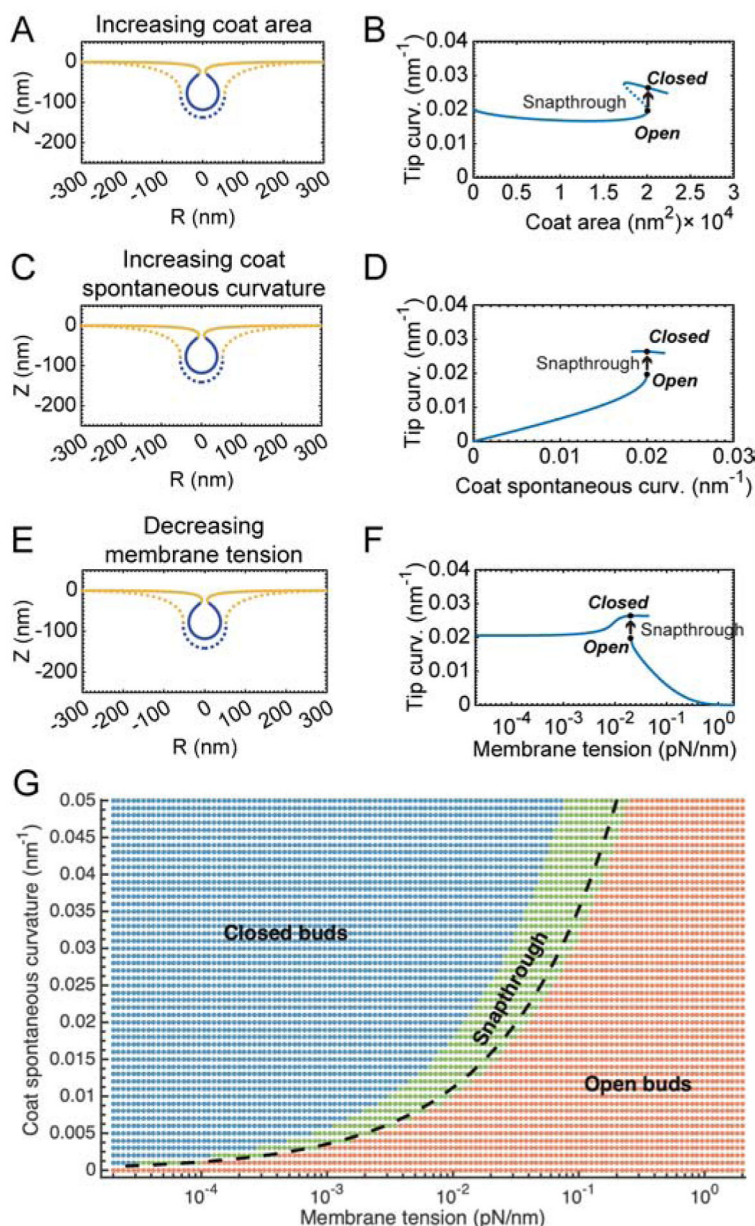 A
Increasing coat area
Z (nm)
0
-100
-200
-300
-200
-100
0
100
200
300
R (nm)
B
Tip curv. (nm-1)
0.04
0.03
0.02
0.01
0
Closed
Snapthrough
Open
0 0.5 1 1.5 2 2.5 3
Coat area (nm2)× 104
C
Increasing coat
spontaneous curvature
Z (nm)
0
-100
-200
-300
-200
-100
0
100
200
300
R (nm)
D
Tip curv. (nm-1)
0.04
0.03
0.02
0.01
0
Closed
Snapthrough
Open
0 0.01 0.02 0.03
Coat spontaneous curv. (nm-1)
E
Decreasing
membrane tension
Z (nm)
0
-100
-200
-300
-200
-100
0
100
200
300
R (nm)
F
Tip curv. (nm-1)
0.04
0.03
0.02
0.01
0
Closed
Snapthrough
Open
10-4 10-3 10-2 10-1 100
Membrane tension (pN/nm)
G
Coat spontaneous curvature (nm-1)
0.05
0.045
0.04
0.035
0.03
0.025
0.02
0.015
0.01
0.005
0
Closed buds
Snapthrough
Open buds
10-4 10-3 10-2 10-1 100
Membrane tension (pN/nm)